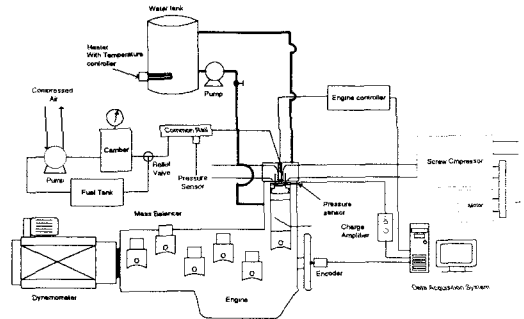 Water tank
Heater
With Temperature
controller
Pump
Compressed
Air
Camber
Common Rail
Engine controller
Screw Cmpressor
Relief
Valve
Pump
Fuel Tank
Pressure
Sensor
Pressure
sensor
Motor
Mass Balancer
Charge
Amplifier
Encoder
Dynamometer
Engine
Data Acquisition System